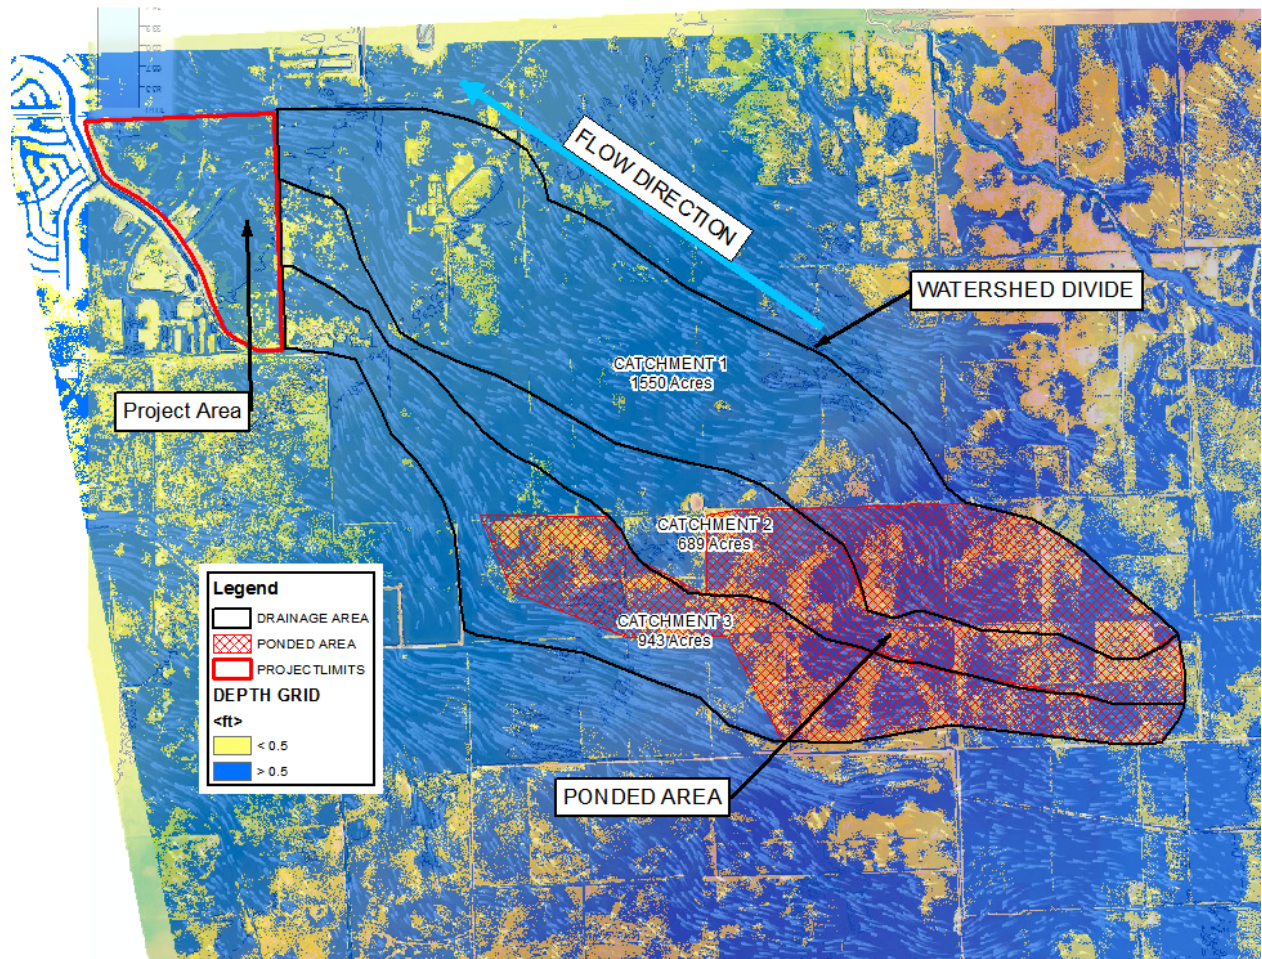 FLOW DIRECTION
WATERSHED DIVIDE
CATCHMENT 1
1550 Acres
Project Area
CATCHMENT 2
689 Acres
CATCHMENT 3
943 Acres
Legend
DRAINAGE AREA
PONDED AREA
PROJECTLIMITS
DEPTH GRID
<ft>
< 0.5
> 0.5
PONDED AREA